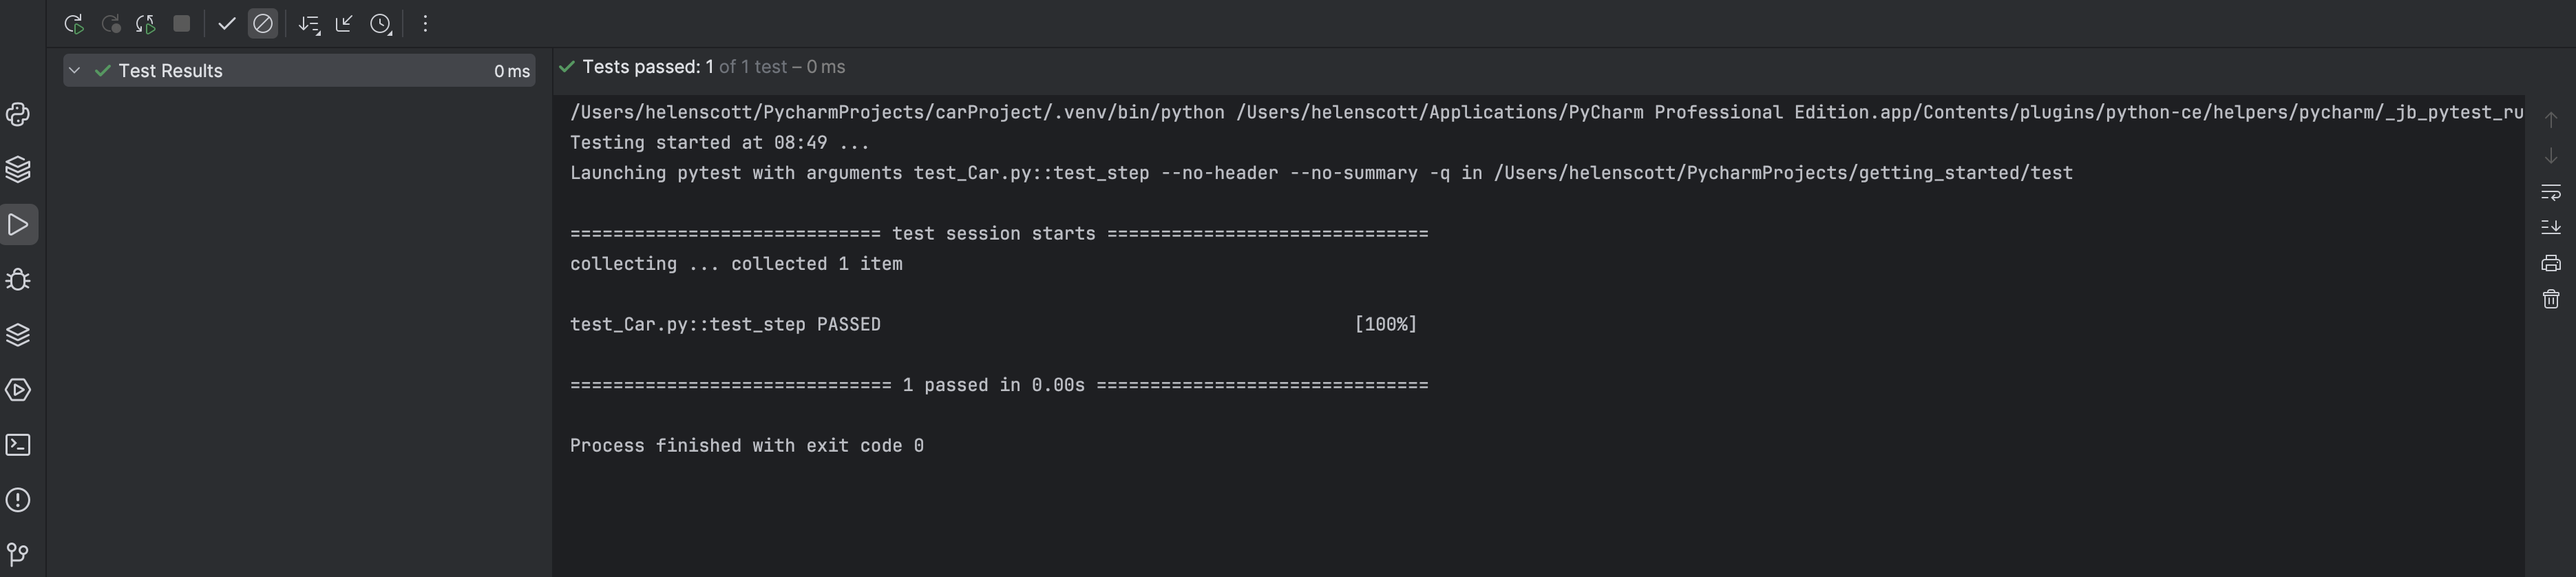 Test Results 0 ms
Tests passed: 1 of 1 test – 0 ms
/Users/helenscott/PycharmProjects/carProject/.venv/bin/python /Users/helenscott/Applications/PyCharm Professional Edition.app/Contents/plugins/python-ce/helpers/pycharm/_jb_pytest_ru
Testing started at 08:49 ...
Launching pytest with arguments test_Car.py::test_step --no-header --no-summary -q in /Users/helenscott/PycharmProjects/getting_started/test
============================= test session starts ==============================
collecting ... collected 1 item
test_Car.py::test_step PASSED [100%]
============================== 1 passed in 0.00s ===============================
Process finished with exit code 0